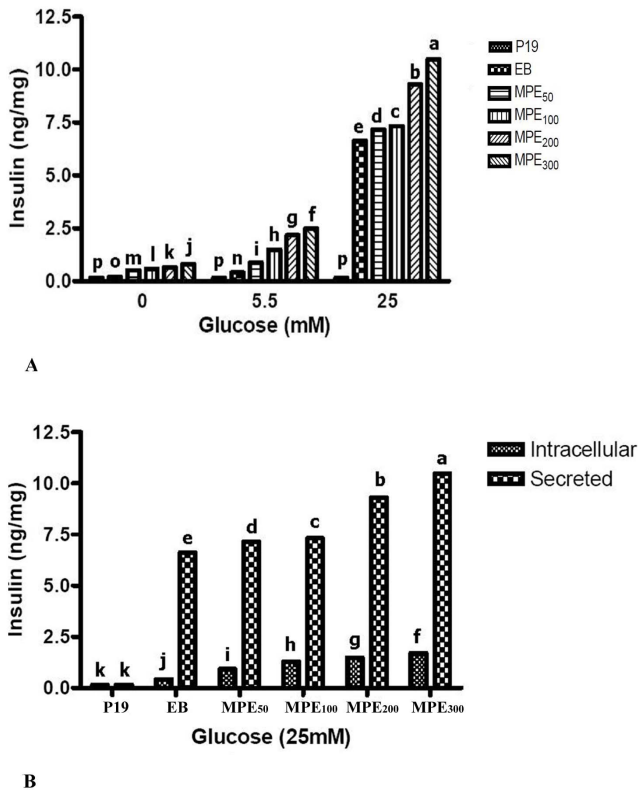 12.5
10.0
7.5
5.0
2.5
0.0
Insulin (ng/mg)
p o m l k j
p n i h g f
p e d c b a
0 5.5 25
Glucose (mM)
P19
EB
MPE50
MPE100
MPE200
MPE300
A
12.5
10.0
7.5
5.0
2.5
0.0
Insulin (ng/mg)
k k j e i d h c g b f a
P19 EB MPE50 MPE100 MPE200 MPE300
Glucose (25mM)
Intracellular
Secreted
B